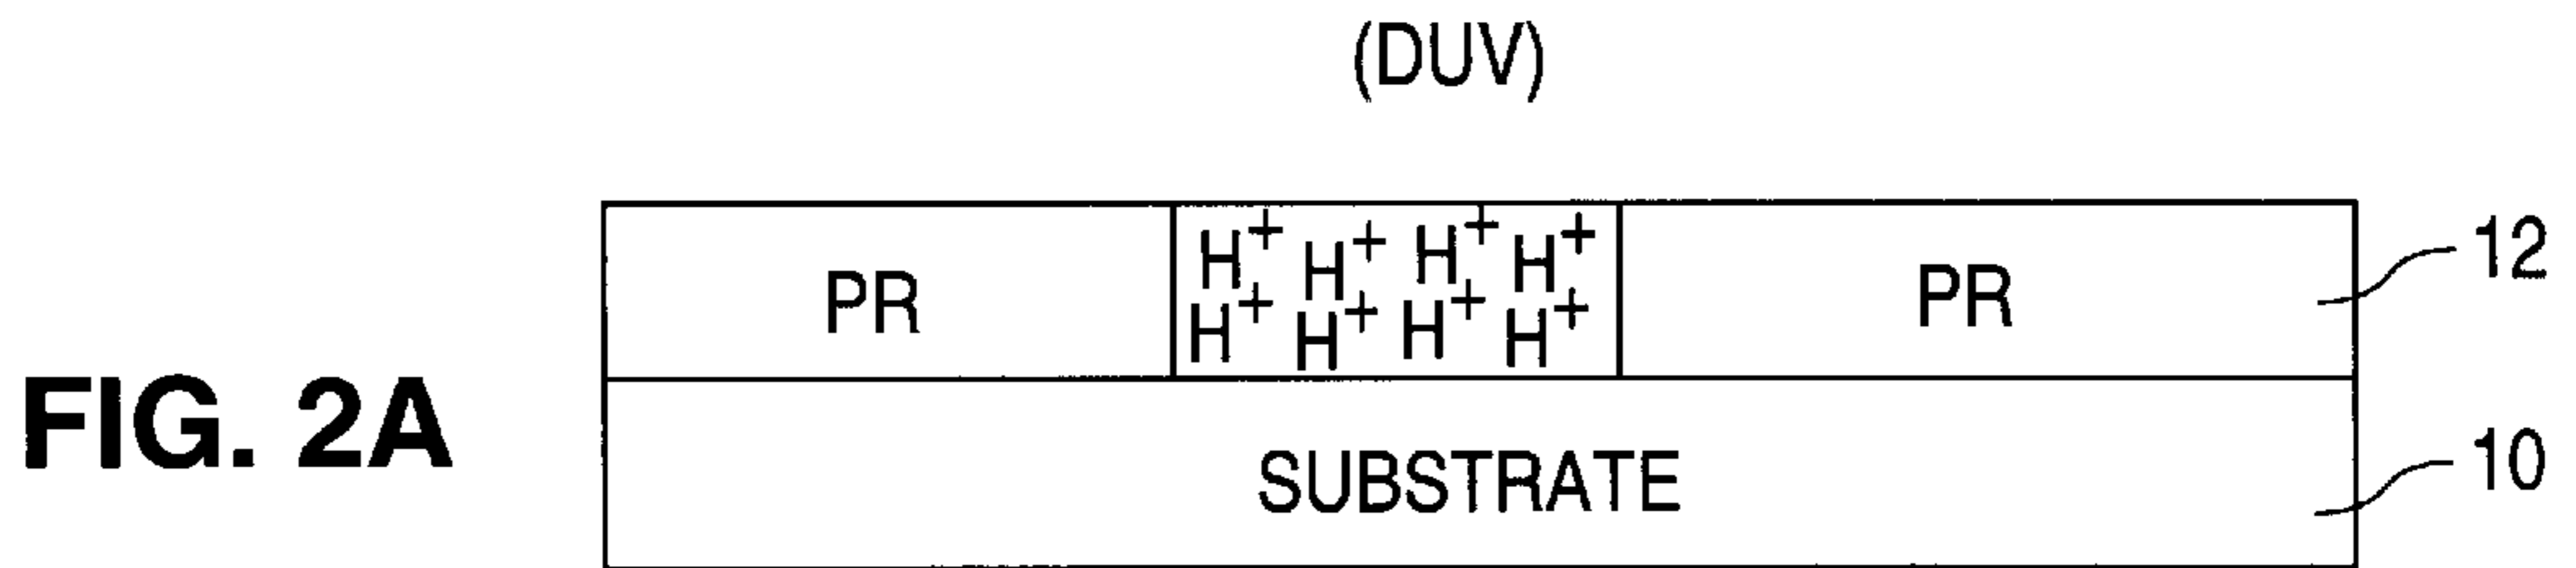 (DUV)
H+ H+ H+ H+
PR PR 12
H+ H+ H+ H+
FIG. 2A
SUBSTRATE 10